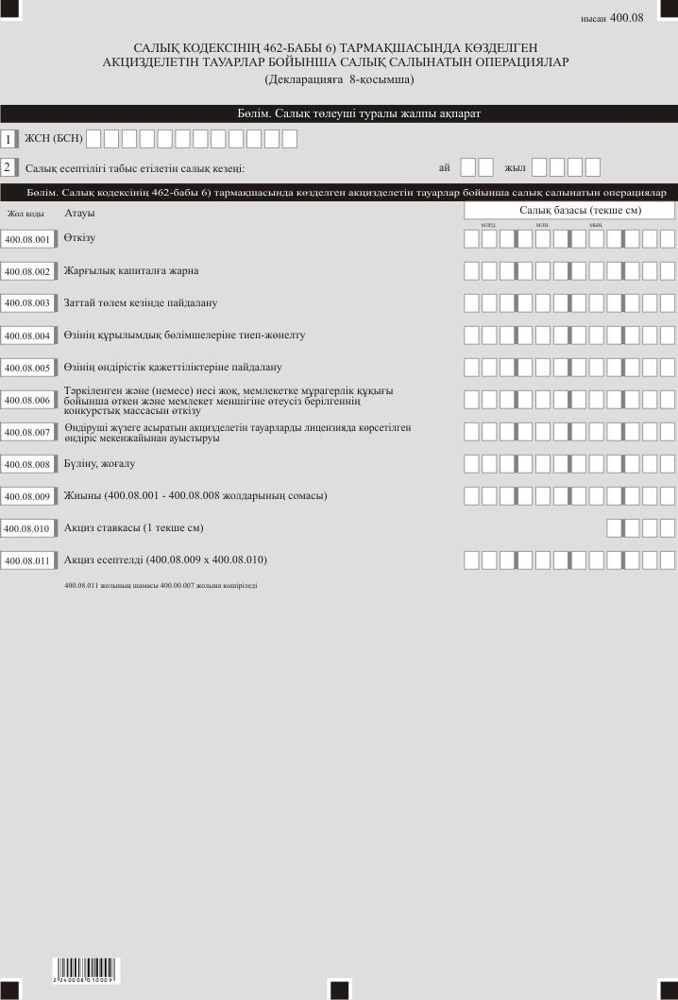 нысан 400.08
САЛЫҚ КОДЕКСІНІҢ 462-БАБЫ 6) ТАРМАҚШАСЫНДА КӨЗДЕЛГЕН
АКЦИЗДЕЛЕТІН ТАУАРЛАР БОЙЫНША САЛЫҚ САЛЫНАТЫН ОПЕРАЦИЯЛАР
(Декларацияға 8-қосымша)
Бөлім. Салық төлеуші туралы жалпы ақпарат
1 ЖСН (БСН)
2 Салық есептілігі табыс етілетін салық кезеңі: ай жыл
Бөлім. Салық кодексінің 462-бабы 6) тармақшасында көзделген акцизделетін тауарлар бойынша салық салынатын операциялар
Жол коды Атауы Салық базасы (текше см)
млрд млн мың
400.08.001 Өткізу
400.08.002 Жарғылық капиталға жарна
400.08.003 Заттай төлем кезінде пайдалану
400.08.004 Өзінің құрылымдық бөлімшелеріне тиеп-жөнелту
400.08.005 Өзінің өндірістік қажеттіліктеріне пайдалану
400.08.006 Тәркіленген және (немесе) иесі жоқ, мемлекетке мұрагерлік құқығы
бойынша өткен және мемлекет меншігіне өтеусіз берілгеннің
конкурстық массасын өткізу
400.08.007 Өндіруші жүзеге асыратын акцизделетін тауарларды лицензияда көрсетілген
өндіріс мекенжайынан ауыстыруы
400.08.008 Бүліну, жоғалу
400.08.009 Жиыны (400.08.001 - 400.08.008 жолдарының сомасы)
400.08.010 Акциз ставкасы (1 текше см)
400.08.011 Акциз есептелді (400.08.009 х 400.08.010)
400.08.011 жолының шамасы 400.00.007 жолына көшіріледі
2240008010009